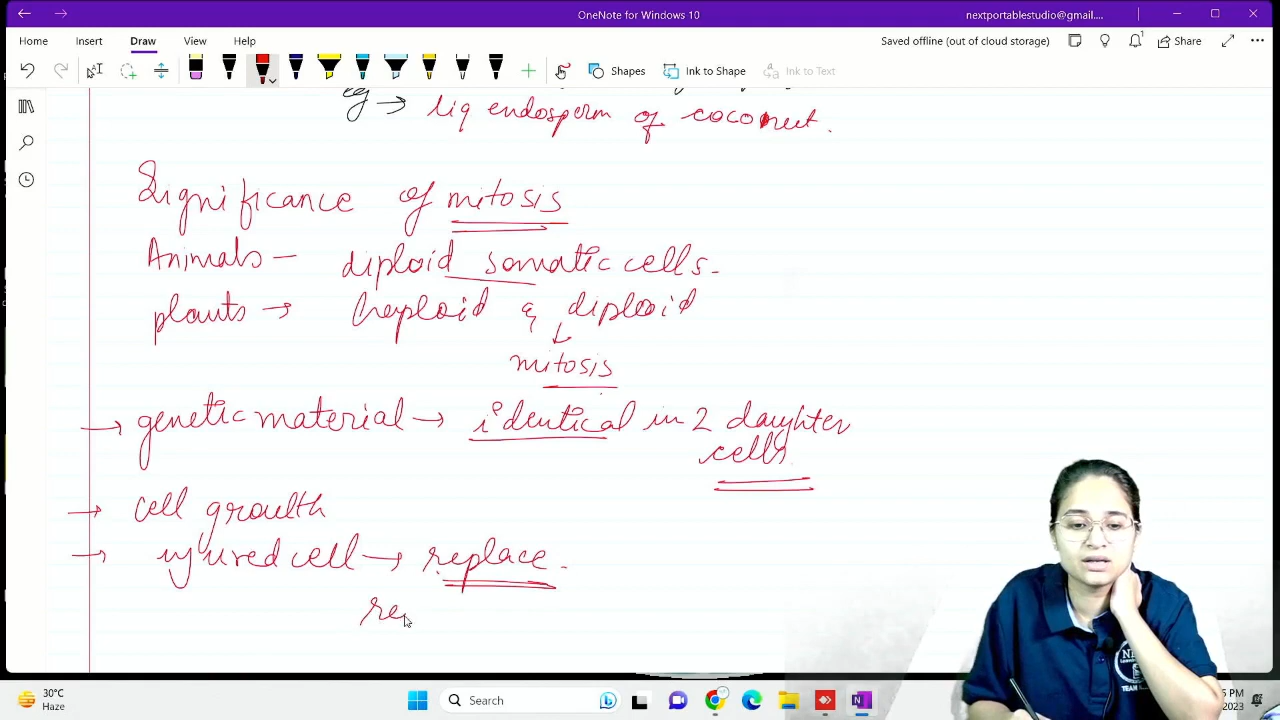 OneNote for Windows 10
nextportablestudio@gmail....
Home Insert Draw View Help
Saved offline (out of cloud storage)
Share
Shapes
Ink to Shape
Ink to Text
eg → liq endosperm of coconut.
Significance of mitosis
Animals - diploid somatic cells.
plants → haploid & diploid
↓
mitosis
→ genetic material → identical in 2 daughter
cells
→ cell growth
→ injured cell → replace.
re
30°C
Haze
Search
TEAM
PM
2023